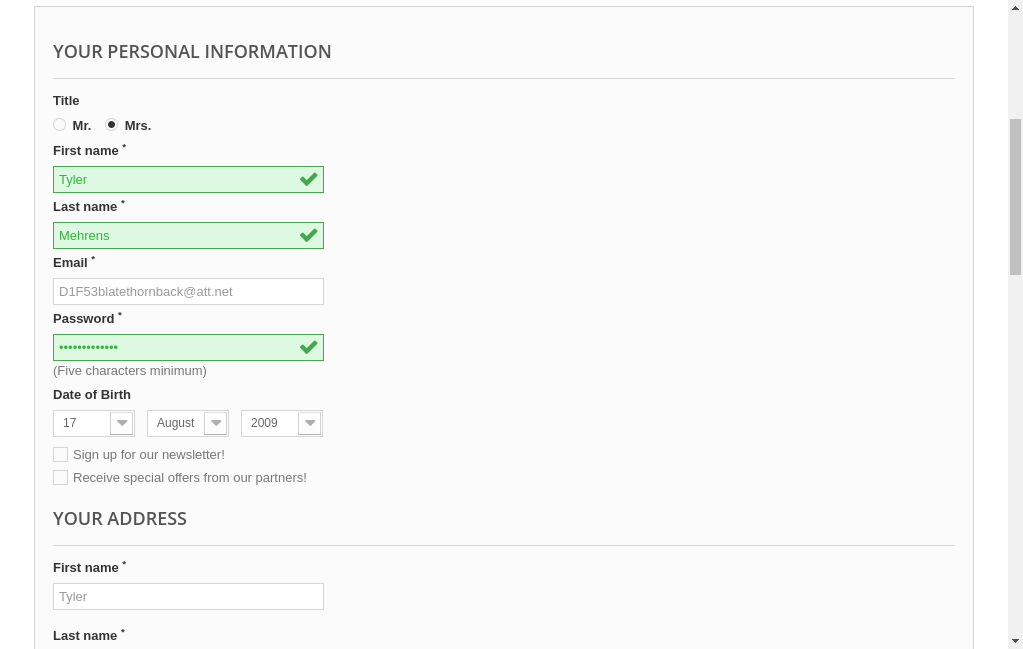 YOUR PERSONAL INFORMATION
Title
Mr. Mrs.
First name *
Tyler
Last name *
Mehrens
Email *
D1F53blatethornback@att.net
Password *
•••••••••••••
(Five characters minimum)
Date of Birth
17 August 2009
Sign up for our newsletter!
Receive special offers from our partners!
YOUR ADDRESS
First name *
Tyler
Last name *